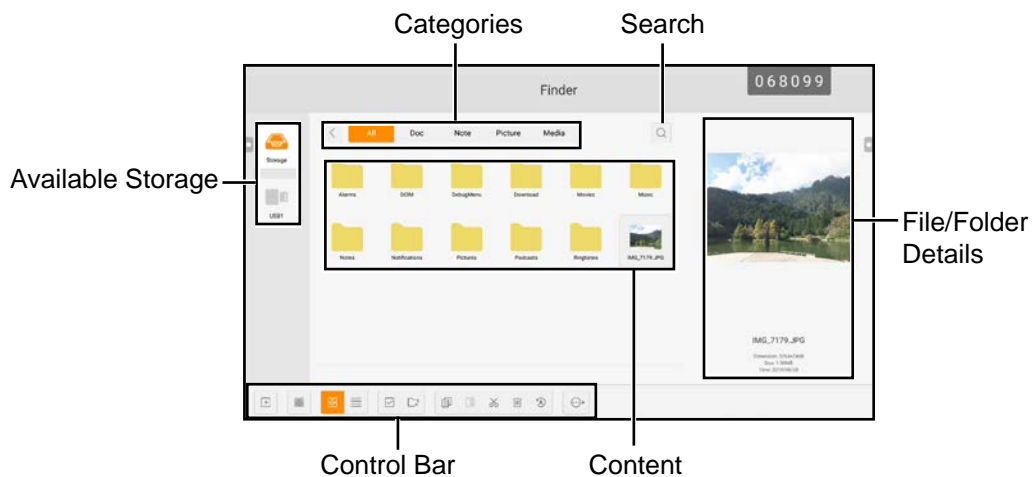 Categories
Search
068099
Finder
All
Doc
Note
Picture
Media
Storage
USB1
Available Storage
Alarms
DCIM
DebugMenu
Download
Movies
Music
Notes
Notifications
Pictures
Podcasts
Ringtones
IMG_7179.JPG
File/Folder
Details
IMG_7179.JPG
Control Bar
Content